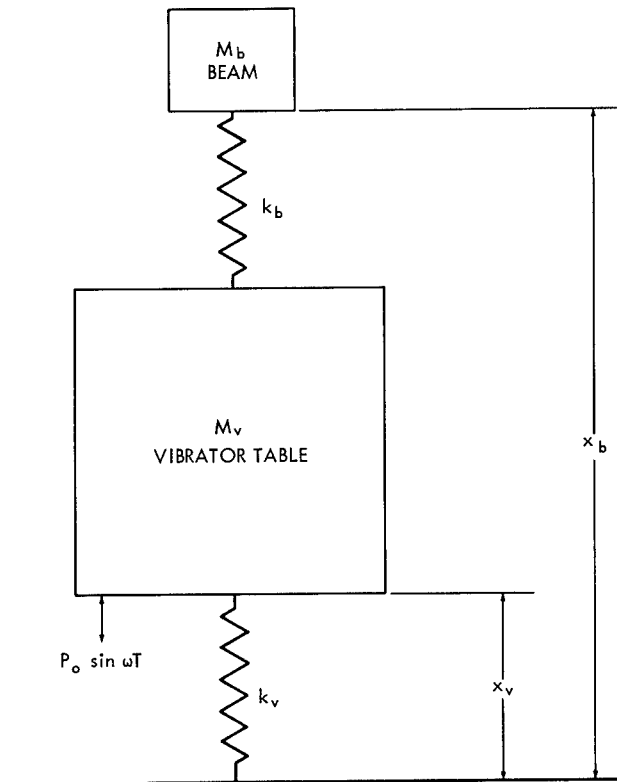 M_b
BEAM
k_b
M_v
VIBRATOR TABLE
x_b
P_o sin ωT
k_v
x_v